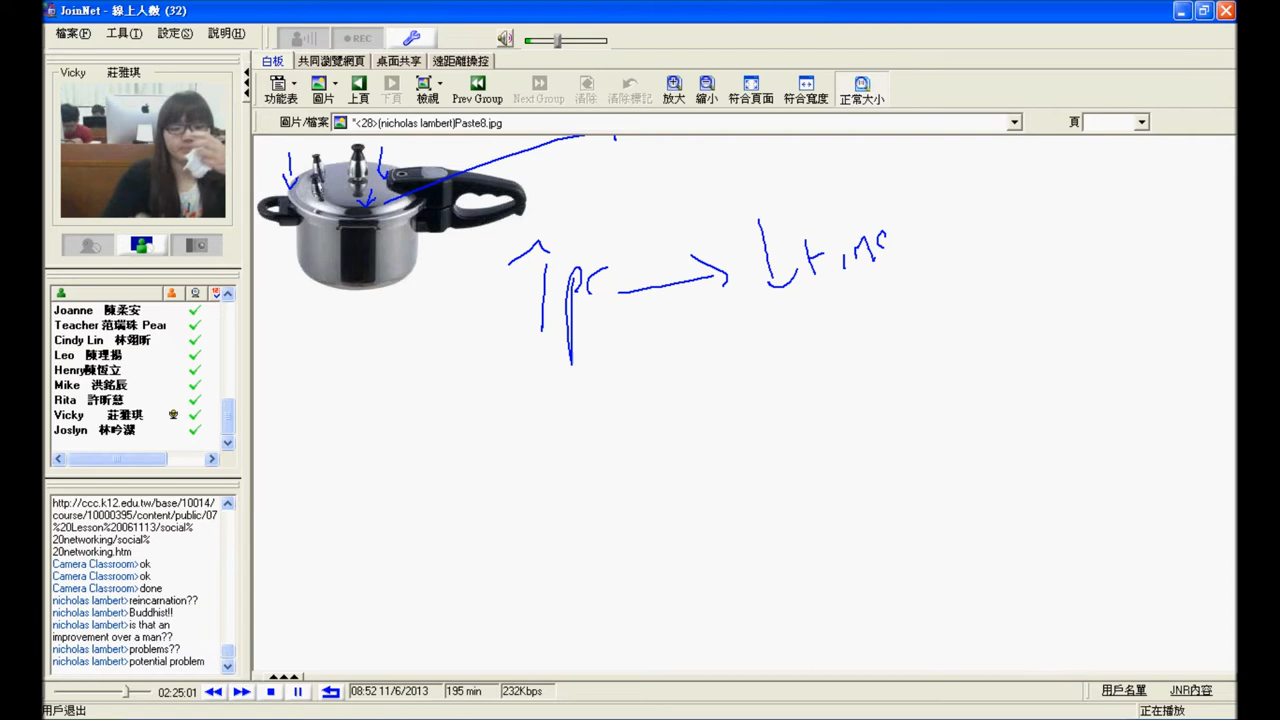 JoinNet - 線上人數 (32)
檔案(F) 工具(T) 設定(S) 說明(H) REC
Vicky 莊雅琪
白板 共同瀏覽網頁 桌面共享 遠距離操控
功能表 圖片 上頁 下頁 檢視 Prev Group Next Group 清除 清除標記 放大 縮小 符合頁面 符合寬度 正常大小
圖片/檔案 *<28>(nicholas lambert)Paste8.jpg 頁
↑pr → ↓time
Joanne 陳柔安
Teacher 范瑞珠 Pear
Cindy Lin 林翊昕
Leo 陳理揚
Henry陳恆立
Mike 洪銘辰
Rita 許昕慈
Vicky 莊雅琪
Joslyn 林吟潔
http://ccc.k12.edu.tw/base/10014/
course/10000395/content/public/07
%20Lesson%20061113/social%
20networking/social%
20networking.htm
Camera Classroom>ok
Camera Classroom>ok
Camera Classroom>done
nicholas lambert>reincarnation??
nicholas lambert>Buddhist!!
nicholas lambert>is that an
improvement over a man??
nicholas lambert>problems??
nicholas lambert>potential problem
02:25:01 08:52 11/6/2013 195 min 232Kbps 用戶名單 JNR內容
用戶退出 正在播放